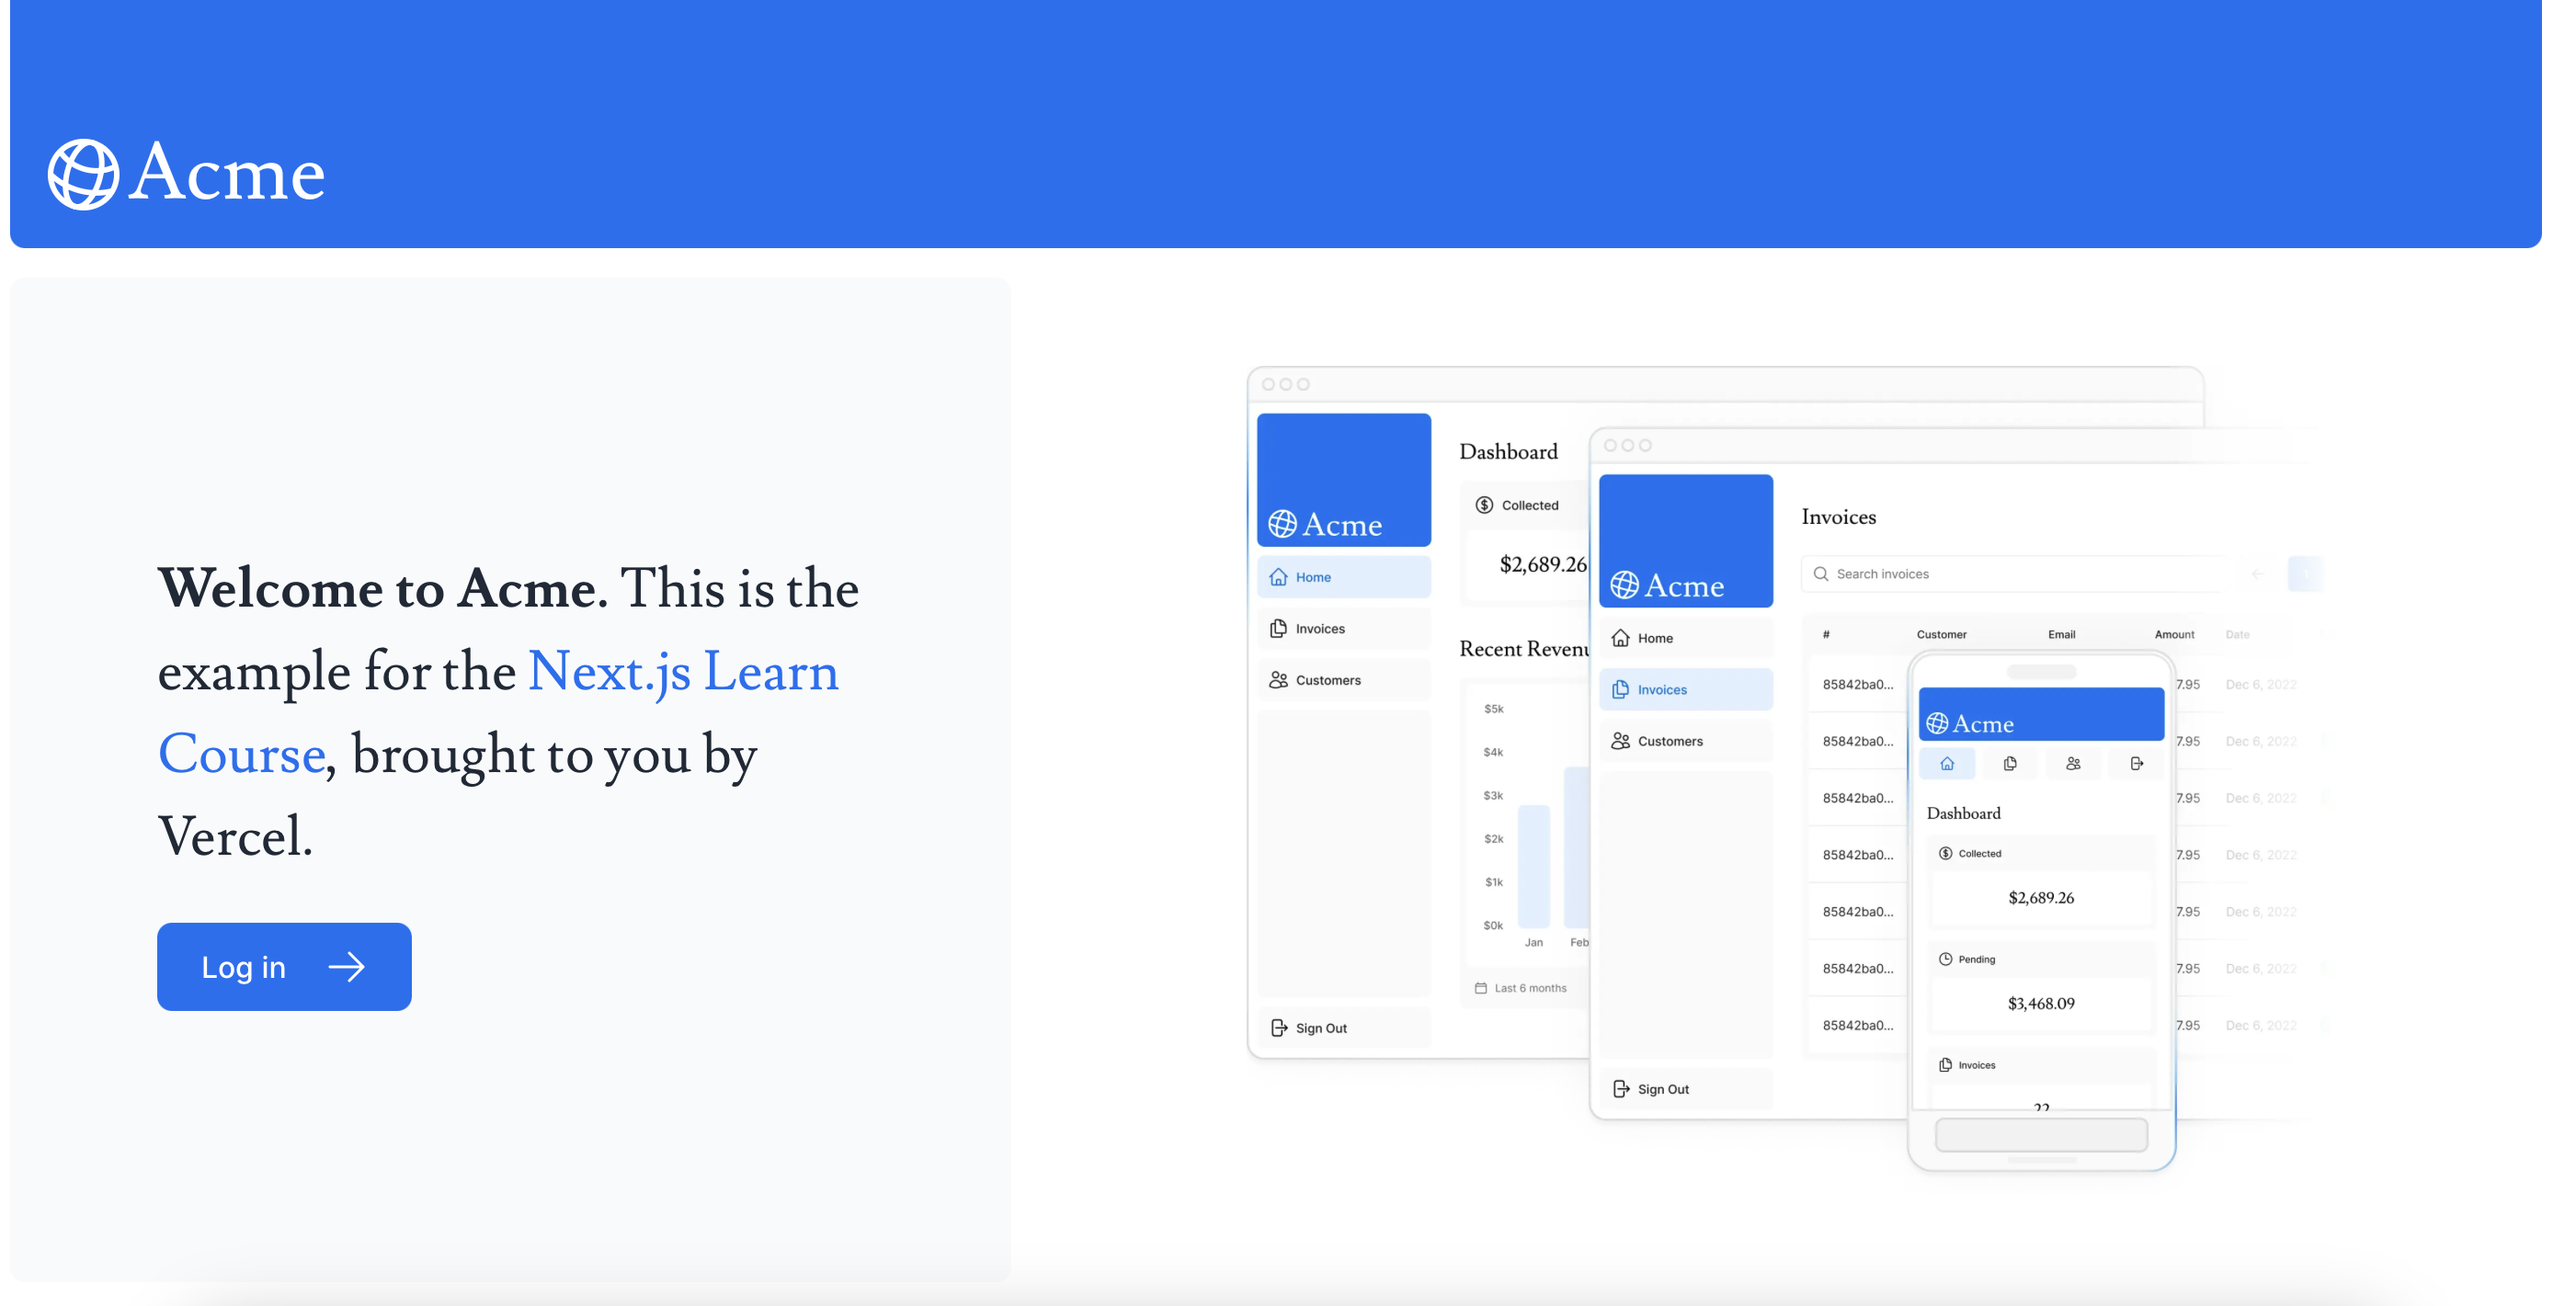 Acme
Welcome to Acme. This is the
example for the Next.js Learn
Course, brought to you by
Vercel.
Log in
Acme
Home
Invoices
Customers
Sign Out
Dashboard
Collected
$2,689.26
Recent Revenu
$5k
$4k
$3k
$2k
$1k
$0k
Jan Feb
Last 6 months
Acme
Home
Invoices
Customers
Sign Out
Invoices
Search invoices
# Customer Email Amount Date
85842ba0... 7.95 Dec 6, 2022
85842ba0... 7.95 Dec 6, 2022
85842ba0... 7.95 Dec 6, 2022
85842ba0... 7.95 Dec 6, 2022
85842ba0... 7.95 Dec 6, 2022
85842ba0... 7.95 Dec 6, 2022
85842ba0... 7.95 Dec 6, 2022
Acme
Dashboard
Collected
$2,689.26
Pending
$3,468.09
Invoices
22